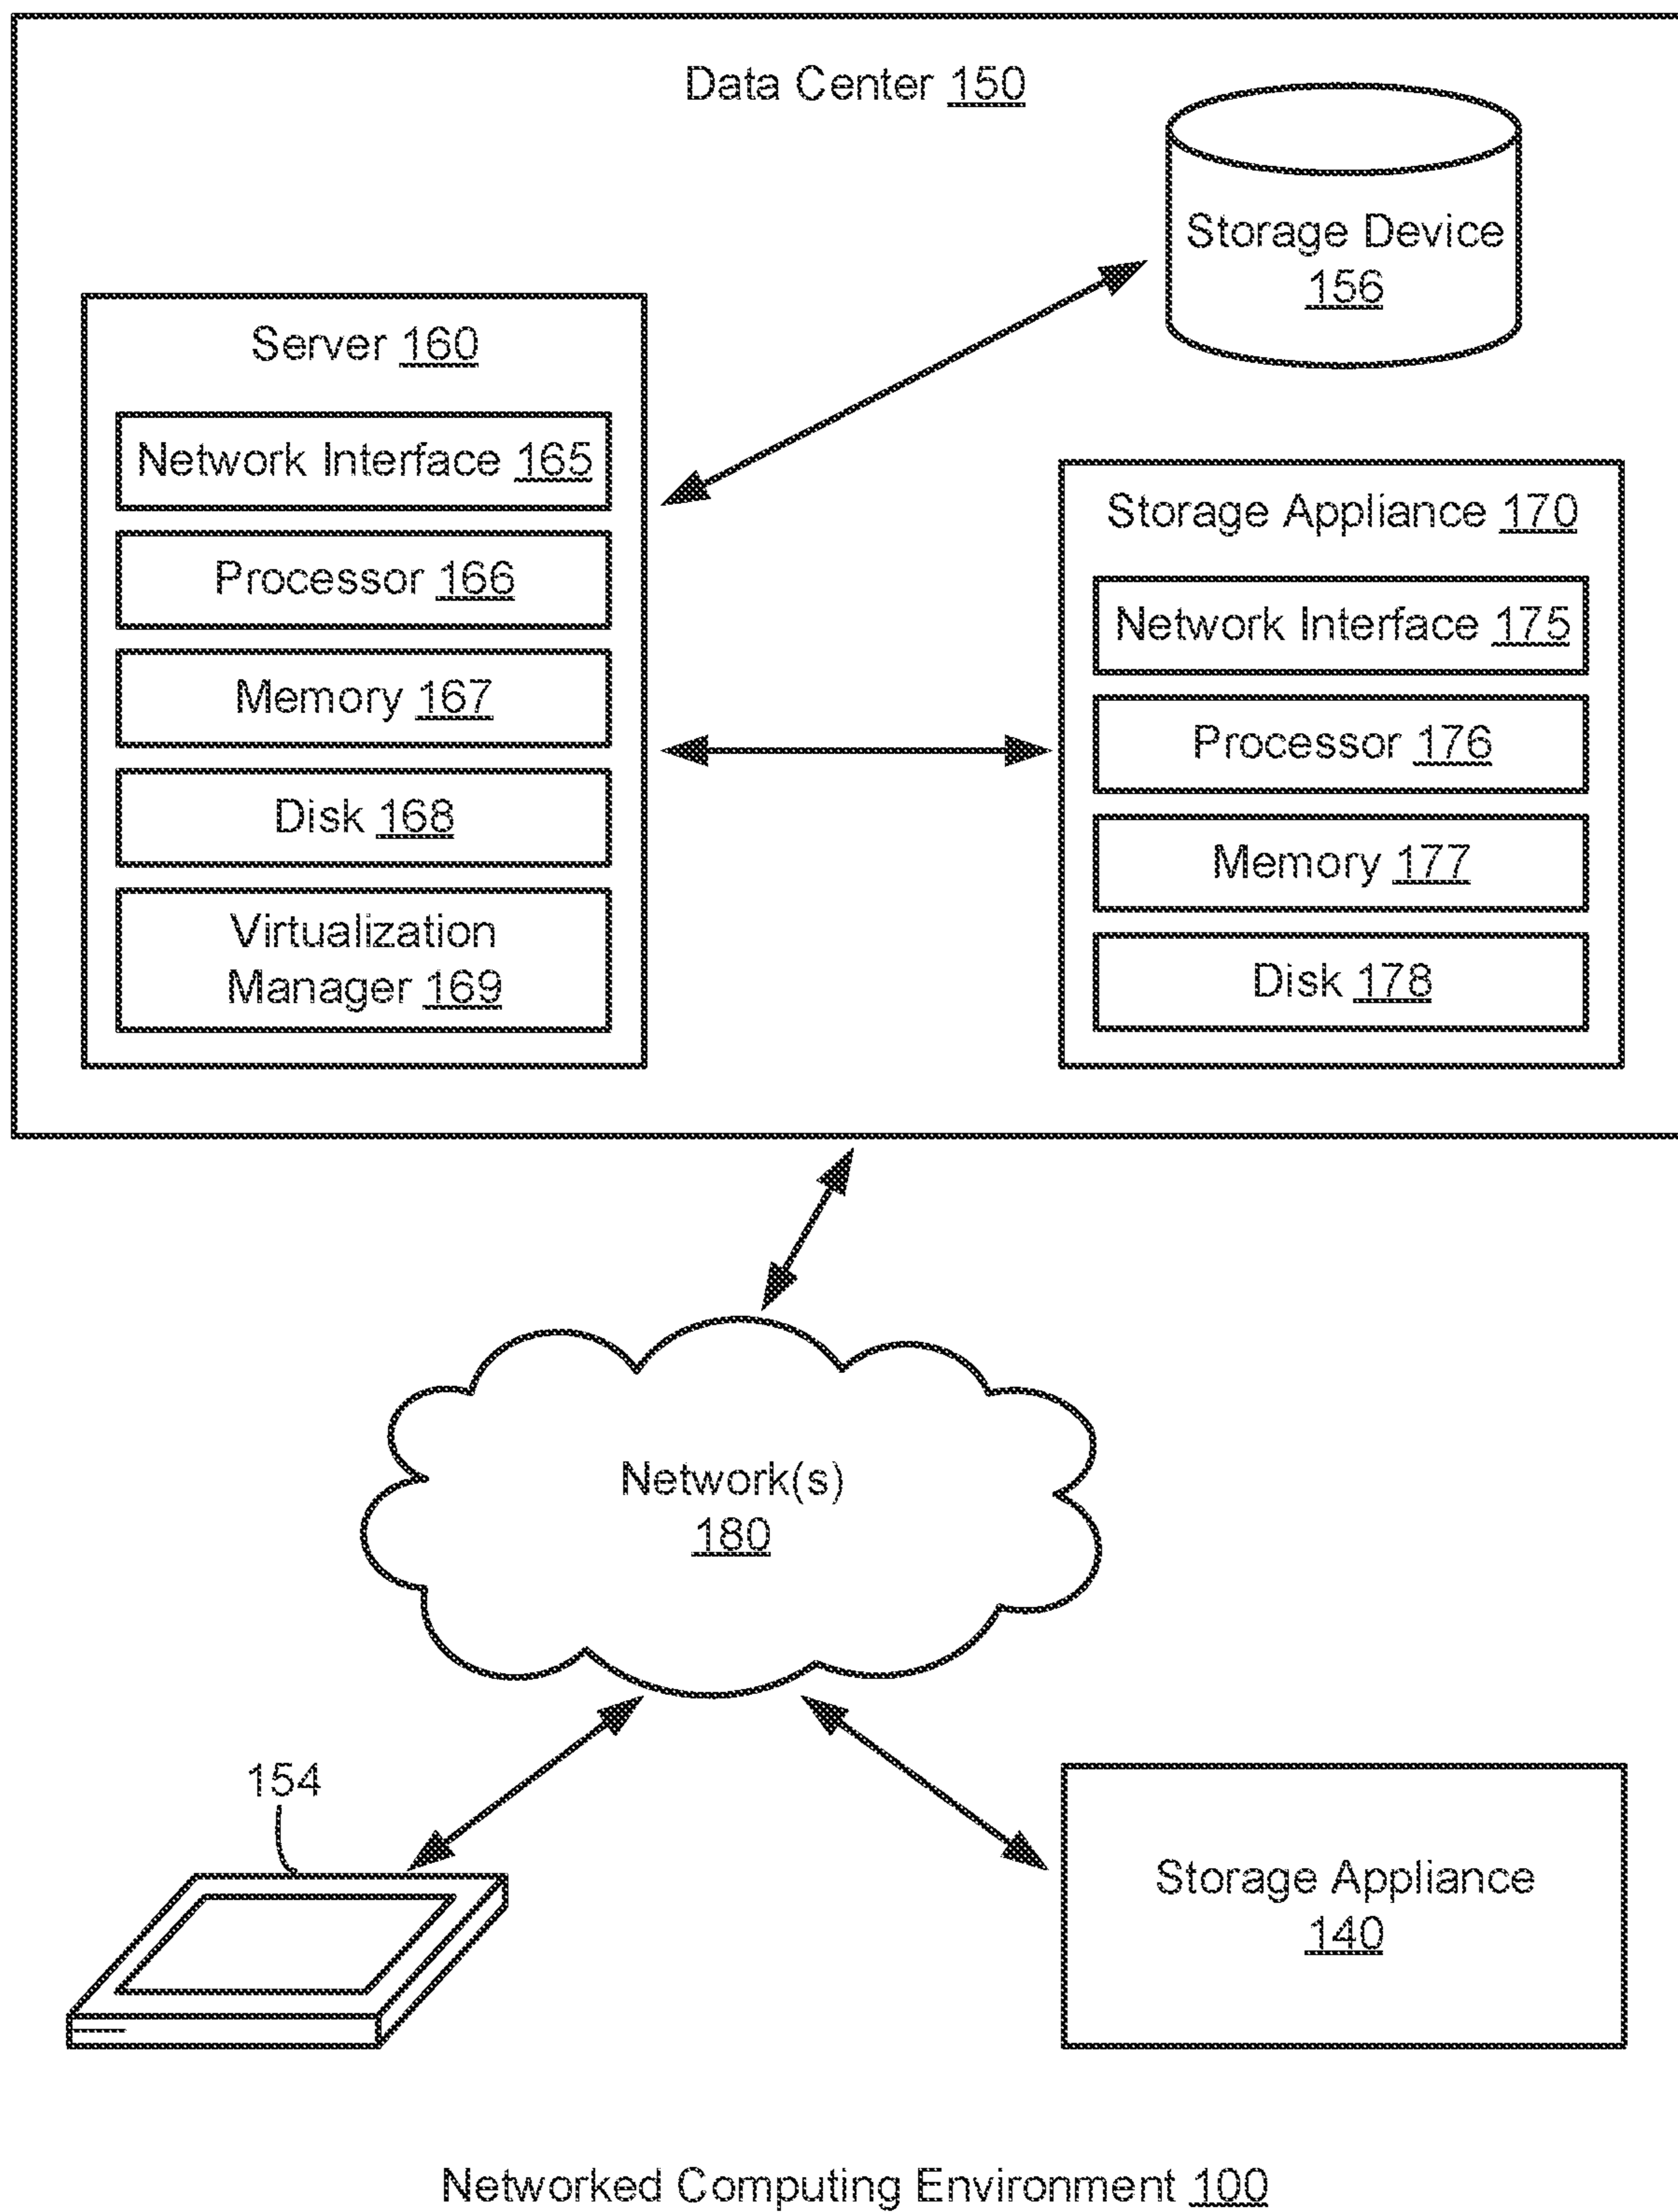 Data Center 150
Storage Device
156
Server 160
Network Interface 165
Processor 166
Memory 167
Disk 168
Virtualization
Manager 169
Storage Appliance 170
Network Interface 175
Processor 176
Memory 177
Disk 178
Network(s)
180
154
Storage Appliance
140
Networked Computing Environment 100